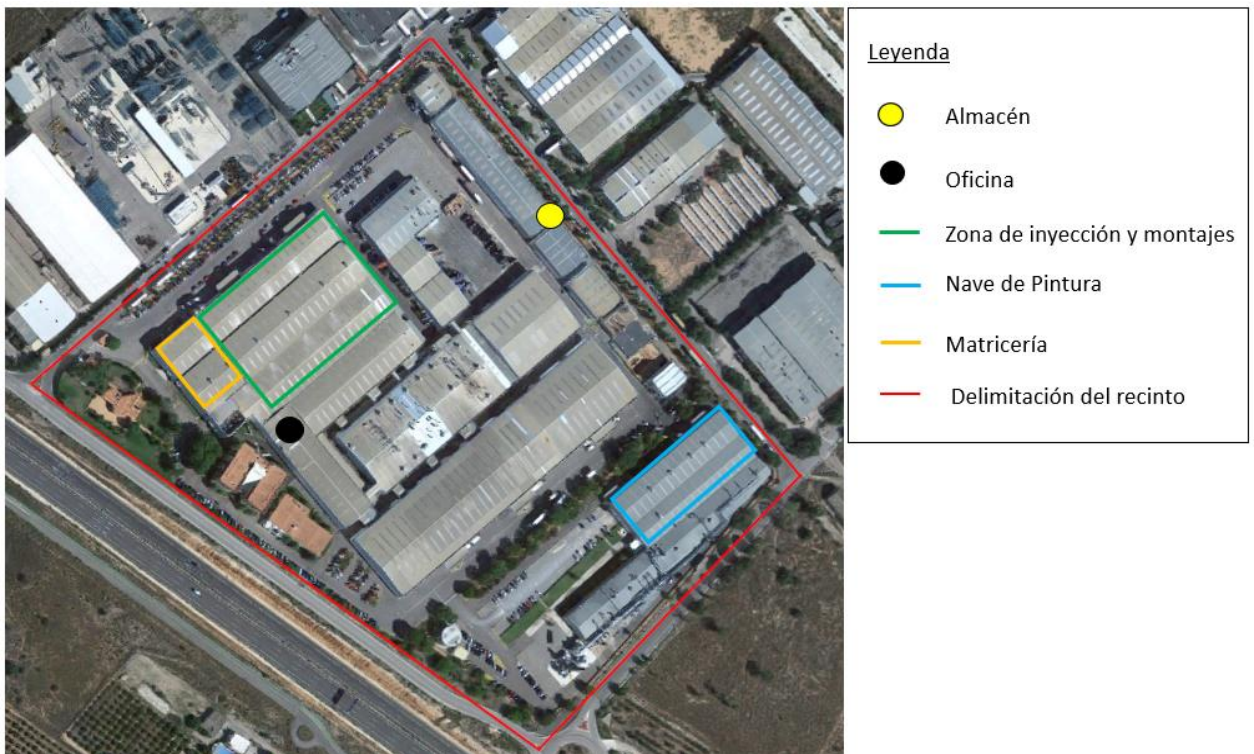 Leyenda
Almacén
Oficina
Zona de inyección y montajes
Nave de Pintura
Matricería
Delimitación del recinto